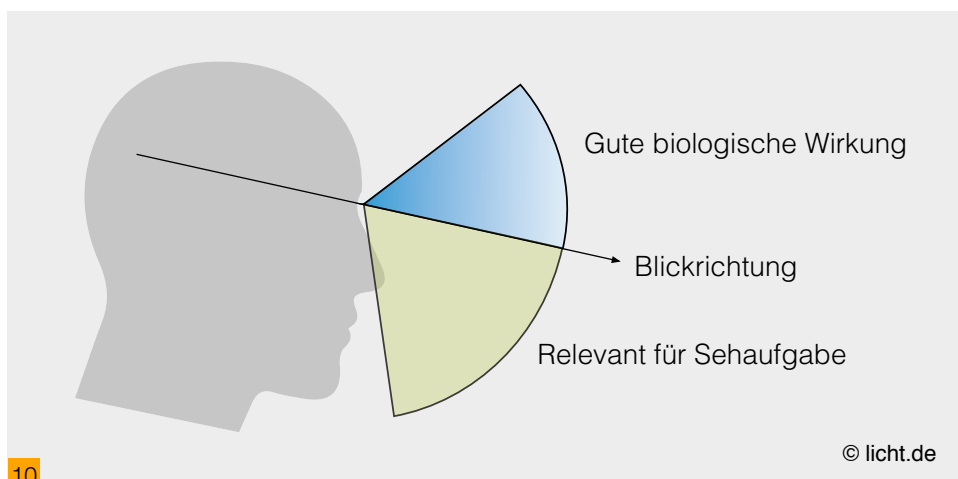 Gute biologische Wirkung
Blickrichtung
Relevant für Sehaufgabe
© licht.de
10